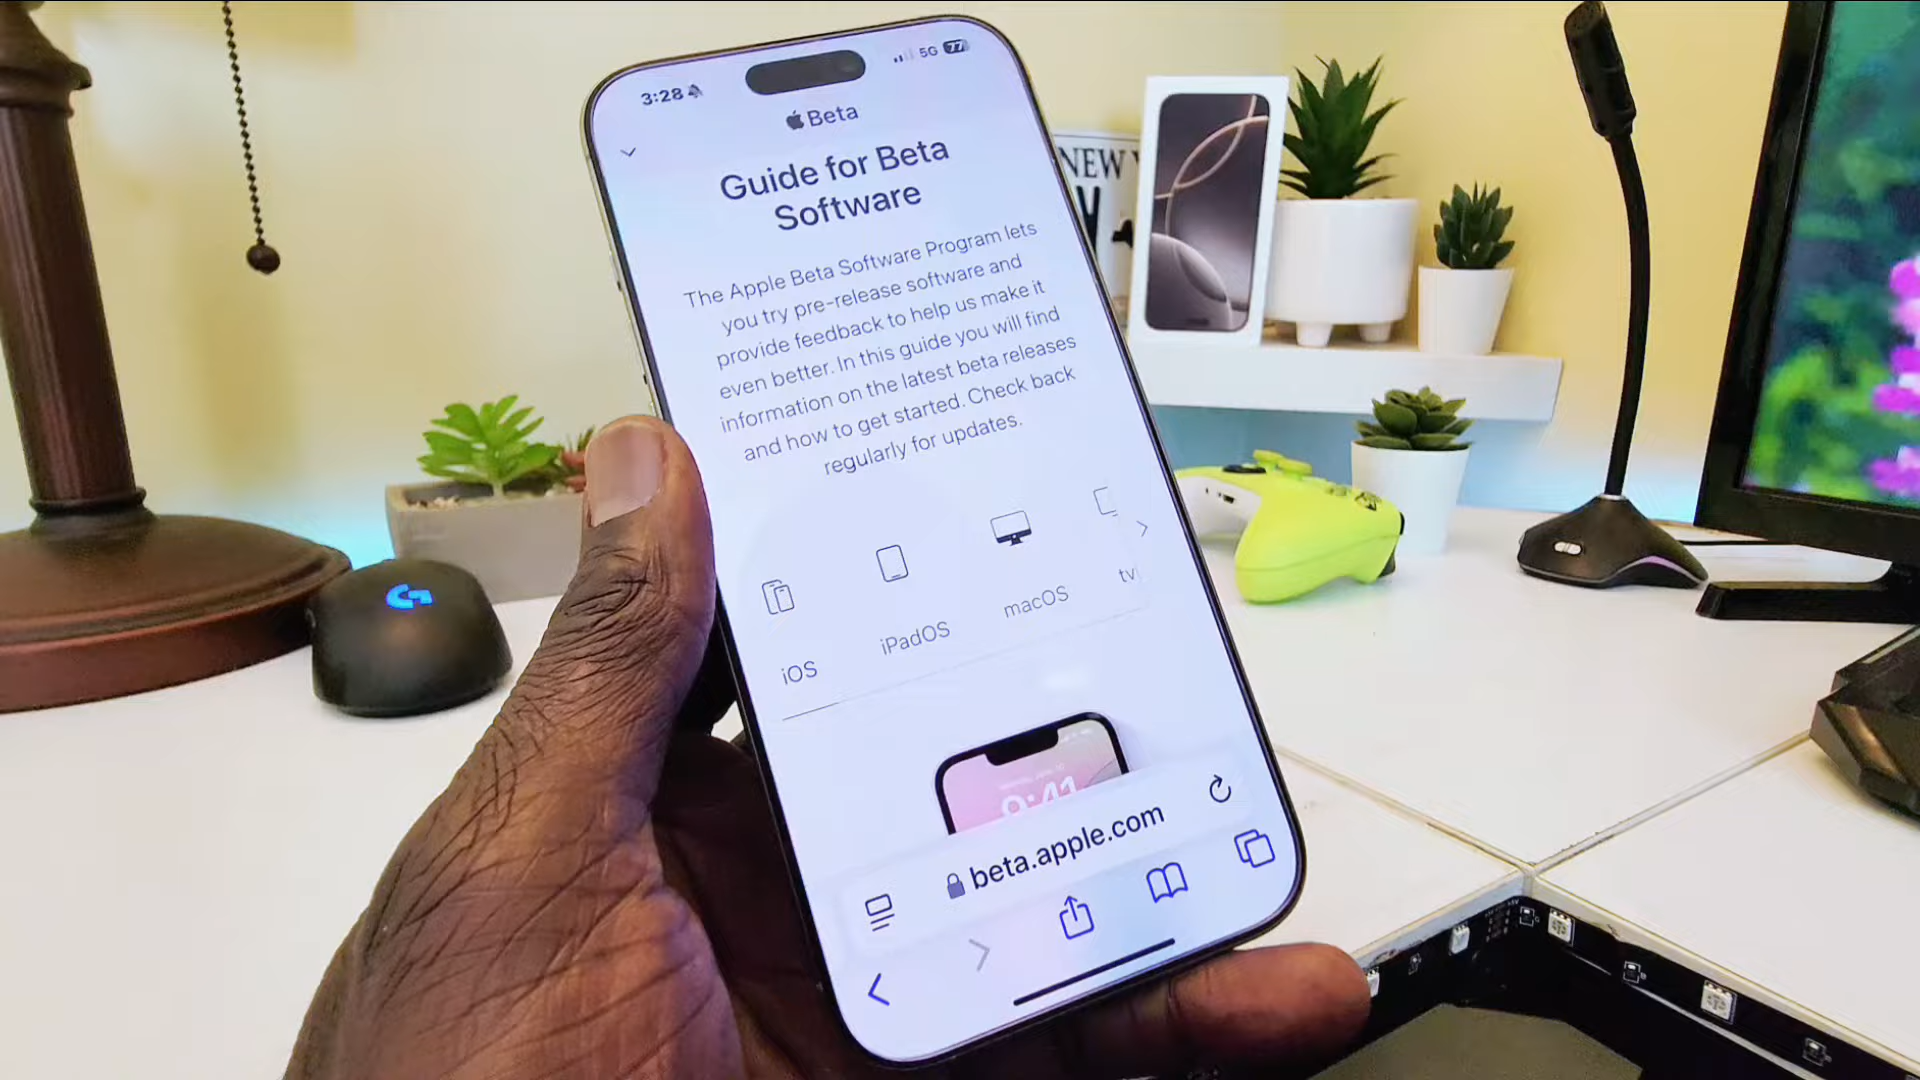 3:28
5G 77
Beta
Guide for Beta
Software
The Apple Beta Software Program lets
you try pre-release software and
provide feedback to help us make it
even better. In this guide you will find
information on the latest beta releases
and how to get started. Check back
regularly for updates.
iOS
iPadOS
macOS
tv
9:41
beta.apple.com
NEW
G